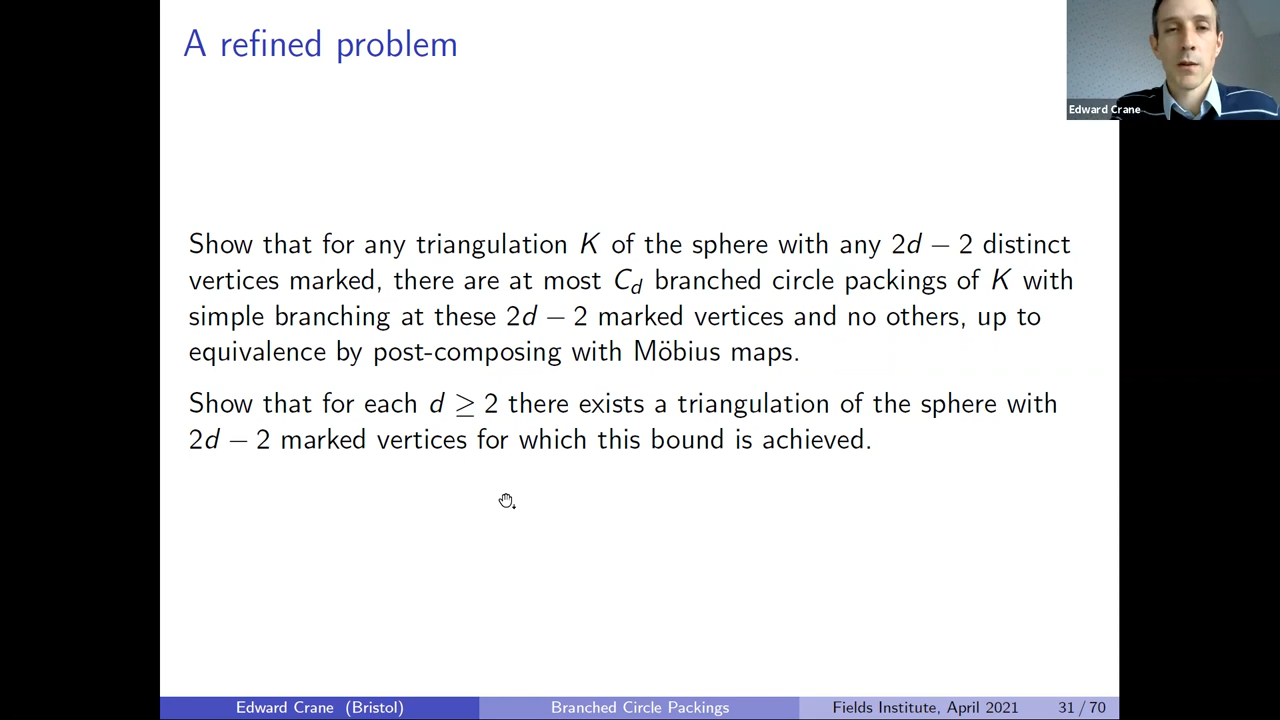 A refined problem
Edward Crane
Show that for any triangulation K of the sphere with any 2d − 2 distinct
vertices marked, there are at most C_d branched circle packings of K with
simple branching at these 2d − 2 marked vertices and no others, up to
equivalence by post-composing with Möbius maps.
Show that for each d ≥ 2 there exists a triangulation of the sphere with
2d − 2 marked vertices for which this bound is achieved.
Edward Crane (Bristol) Branched Circle Packings Fields Institute, April 2021 31 / 70